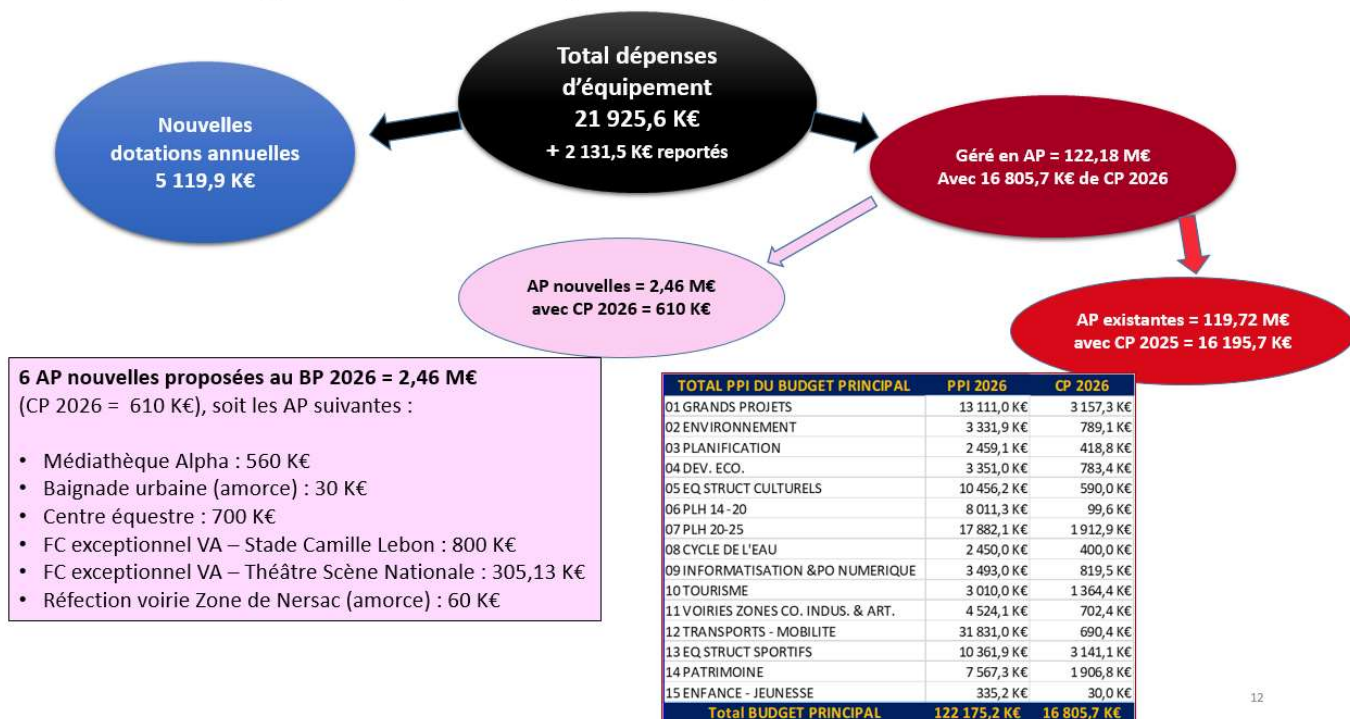 Total dépenses
d'équipement
21 925,6 K€
+ 2 131,5 K€ reportés
Nouvelles
dotations annuelles
5 119,9 K€
Géré en AP = 122,18 M€
Avec 16 805,7 K€ de CP 2026
AP nouvelles = 2,46 M€
avec CP 2026 = 610 K€
AP existantes = 119,72 M€
avec CP 2025 = 16 195,7 K€
6 AP nouvelles proposées au BP 2026 = 2,46 M€
(CP 2026 = 610 K€), soit les AP suivantes :
• Médiathèque Alpha : 560 K€
• Baignade urbaine (amorce) : 30 K€
• Centre équestre : 700 K€
• FC exceptionnel VA – Stade Camille Lebon : 800 K€
• FC exceptionnel VA – Théâtre Scène Nationale : 305,13 K€
• Réfection voirie Zone de Nersac (amorce) : 60 K€
TOTAL PPI DU BUDGET PRINCIPAL PPI 2026 CP 2026
01 GRANDS PROJETS 13 111,0 K€ 3 157,3 K€
02 ENVIRONNEMENT 3 331,9 K€ 789,1 K€
03 PLANIFICATION 2 459,1 K€ 418,8 K€
04 DEV. ECO. 3 351,0 K€ 783,4 K€
05 EQ STRUCT CULTURELS 10 456,2 K€ 590,0 K€
06 PLH 14 -20 8 011,3 K€ 99,6 K€
07 PLH 20-25 17 882,1 K€ 1 912,9 K€
08 CYCLE DE L'EAU 2 450,0 K€ 400,0 K€
09 INFORMATISATION &PO NUMERIQUE 3 493,0 K€ 819,5 K€
10 TOURISME 3 010,0 K€ 1 364,4 K€
11 VOIRIES ZONES CO. INDUS. & ART. 4 524,1 K€ 702,4 K€
12 TRANSPORTS - MOBILITE 31 831,0 K€ 690,4 K€
13 EQ STRUCT SPORTIFS 10 361,9 K€ 3 141,1 K€
14 PATRIMOINE 7 567,3 K€ 1 906,8 K€
15 ENFANCE - JEUNESSE 335,2 K€ 30,0 K€
Total BUDGET PRINCIPAL 122 175,2 K€ 16 805,7 K€
12